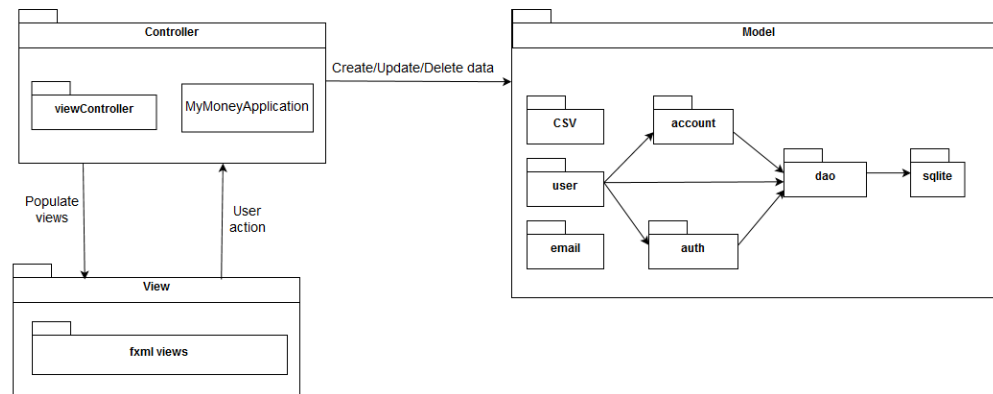 Controller
viewController
MyMoneyApplication
Create/Update/Delete data
Model
CSV
account
user
dao
sqlite
email
auth
Populate
views
User
action
View
fxml views